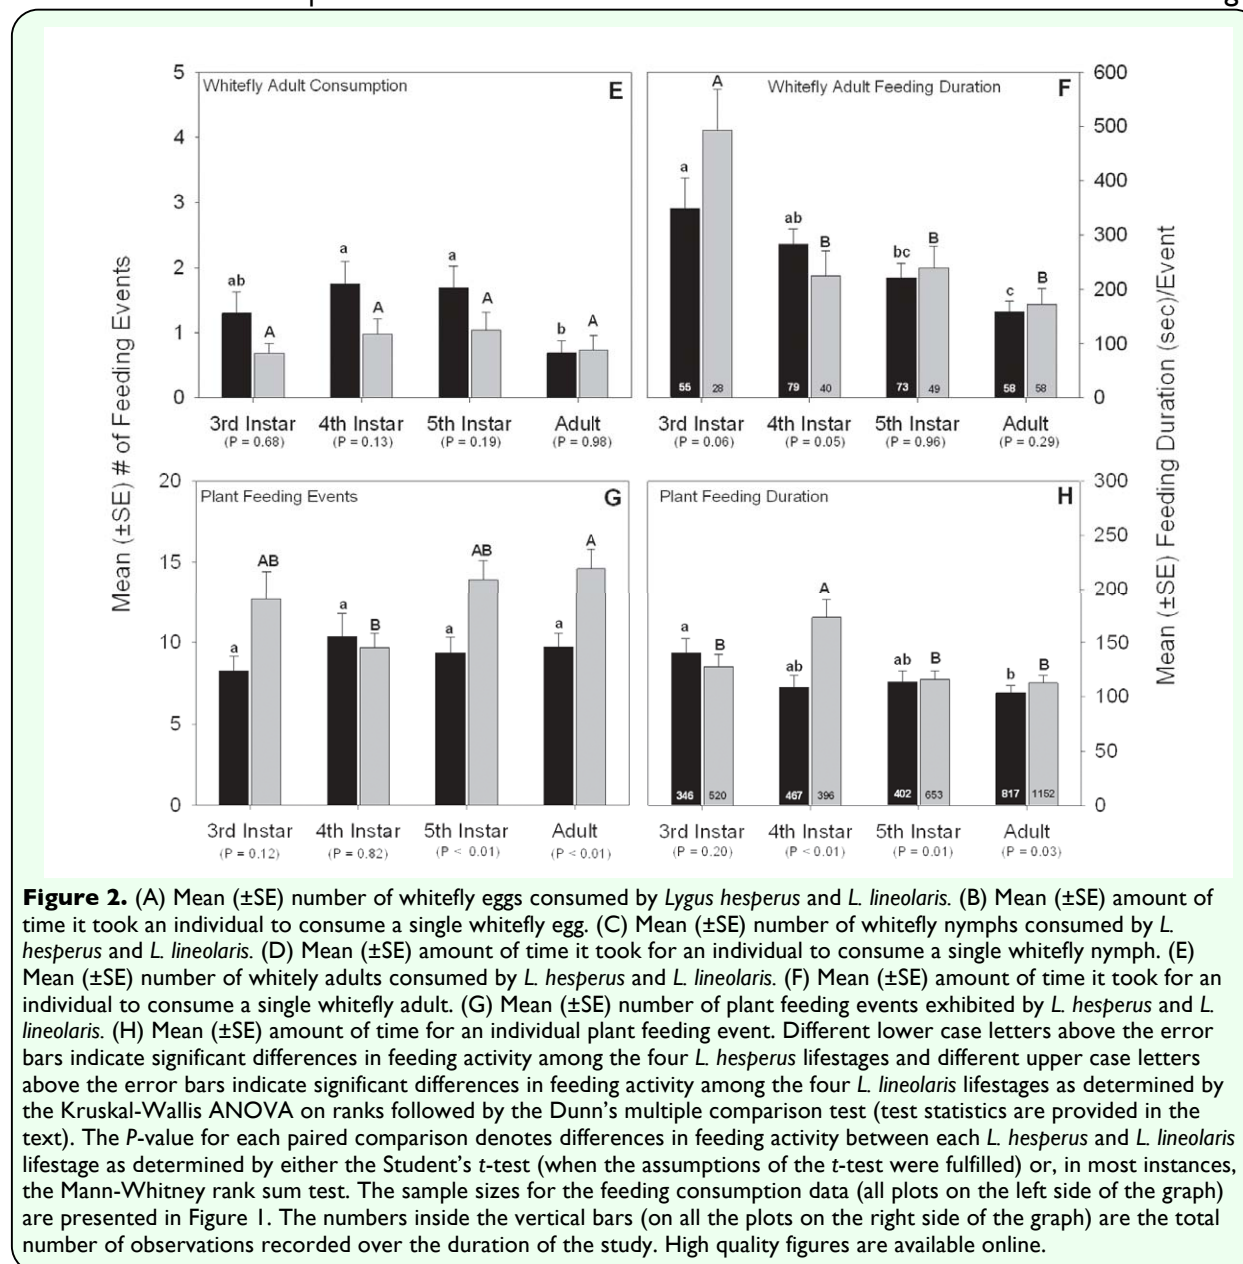 5
4
3
2
1
0
Whitefly Adult Consumption
E
ab
A
a
A
a
A
b
A
3rd Instar
4th Instar
5th Instar
Adult
(P = 0.68)
(P = 0.13)
(P = 0.19)
(P = 0.98)
Whitefly Adult Feeding Duration
F
600
500
400
300
200
100
0
a
A
ab
B
bc
B
c
B
55
28
79
40
73
49
58
58
3rd Instar
4th Instar
5th Instar
Adult
(P = 0.06)
(P = 0.05)
(P = 0.96)
(P = 0.29)
Mean (±SE) # of Feeding Events
Mean (±SE) Feeding Duration (sec)/Event
20
15
10
5
0
Plant Feeding Events
G
a
AB
a
B
a
AB
a
A
3rd Instar
4th Instar
5th Instar
Adult
(P = 0.12)
(P = 0.82)
(P < 0.01)
(P < 0.01)
Plant Feeding Duration
H
300
250
200
150
100
50
0
a
B
ab
A
ab
B
b
B
346
520
467
396
402
653
817
1152
3rd Instar
4th Instar
5th Instar
Adult
(P = 0.20)
(P < 0.01)
(P = 0.01)
(P = 0.03)
Figure 2. (A) Mean (±SE) number of whitefly eggs consumed by Lygus hesperus and L. lineolaris. (B) Mean (±SE) amount of
time it took an individual to consume a single whitefly egg. (C) Mean (±SE) number of whitefly nymphs consumed by L.
hesperus and L. lineolaris. (D) Mean (±SE) amount of time it took for an individual to consume a single whitefly nymph. (E)
Mean (±SE) number of whitely adults consumed by L. hesperus and L. lineolaris. (F) Mean (±SE) amount of time it took for an
individual to consume a single whitefly adult. (G) Mean (±SE) number of plant feeding events exhibited by L. hesperus and L.
lineolaris. (H) Mean (±SE) amount of time for an individual plant feeding event. Different lower case letters above the error
bars indicate significant differences in feeding activity among the four L. hesperus lifestages and different upper case letters
above the error bars indicate significant differences in feeding activity among the four L. lineolaris lifestages as determined by
the Kruskal-Wallis ANOVA on ranks followed by the Dunn's multiple comparison test (test statistics are provided in the
text). The P-value for each paired comparison denotes differences in feeding activity between each L. hesperus and L. lineolaris
lifestage as determined by either the Student's t-test (when the assumptions of the t-test were fulfilled) or, in most instances,
the Mann-Whitney rank sum test. The sample sizes for the feeding consumption data (all plots on the left side of the graph)
are presented in Figure 1. The numbers inside the vertical bars (on all the plots on the right side of the graph) are the total
number of observations recorded over the duration of the study. High quality figures are available online.